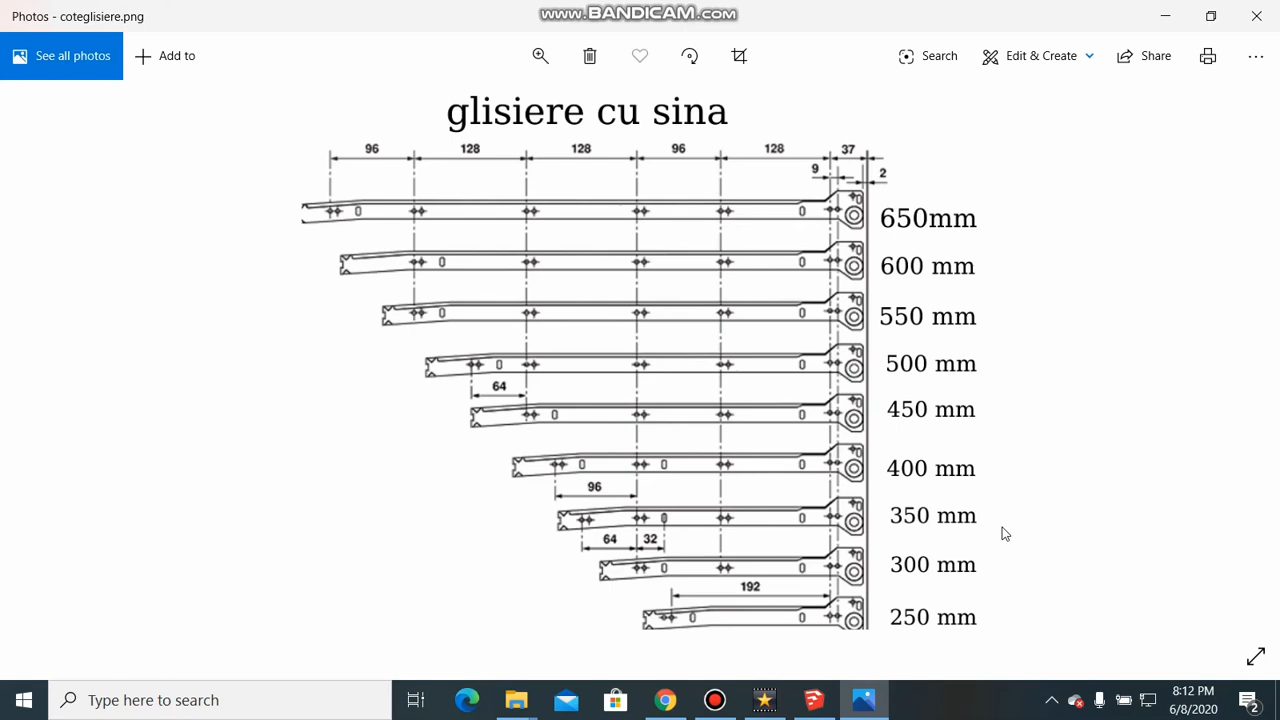 Photos - coteglisiere.png
WWW.BANDICAM.COM
See all photos
Add to
Search
Edit & Create
Share
glisiere cu sina
96 128 128 96 128 37
9 2
650mm
600 mm
550 mm
500 mm
64
450 mm
400 mm
96
350 mm
64 32
300 mm
192
250 mm
Type here to search
8:12 PM
6/8/2020
2